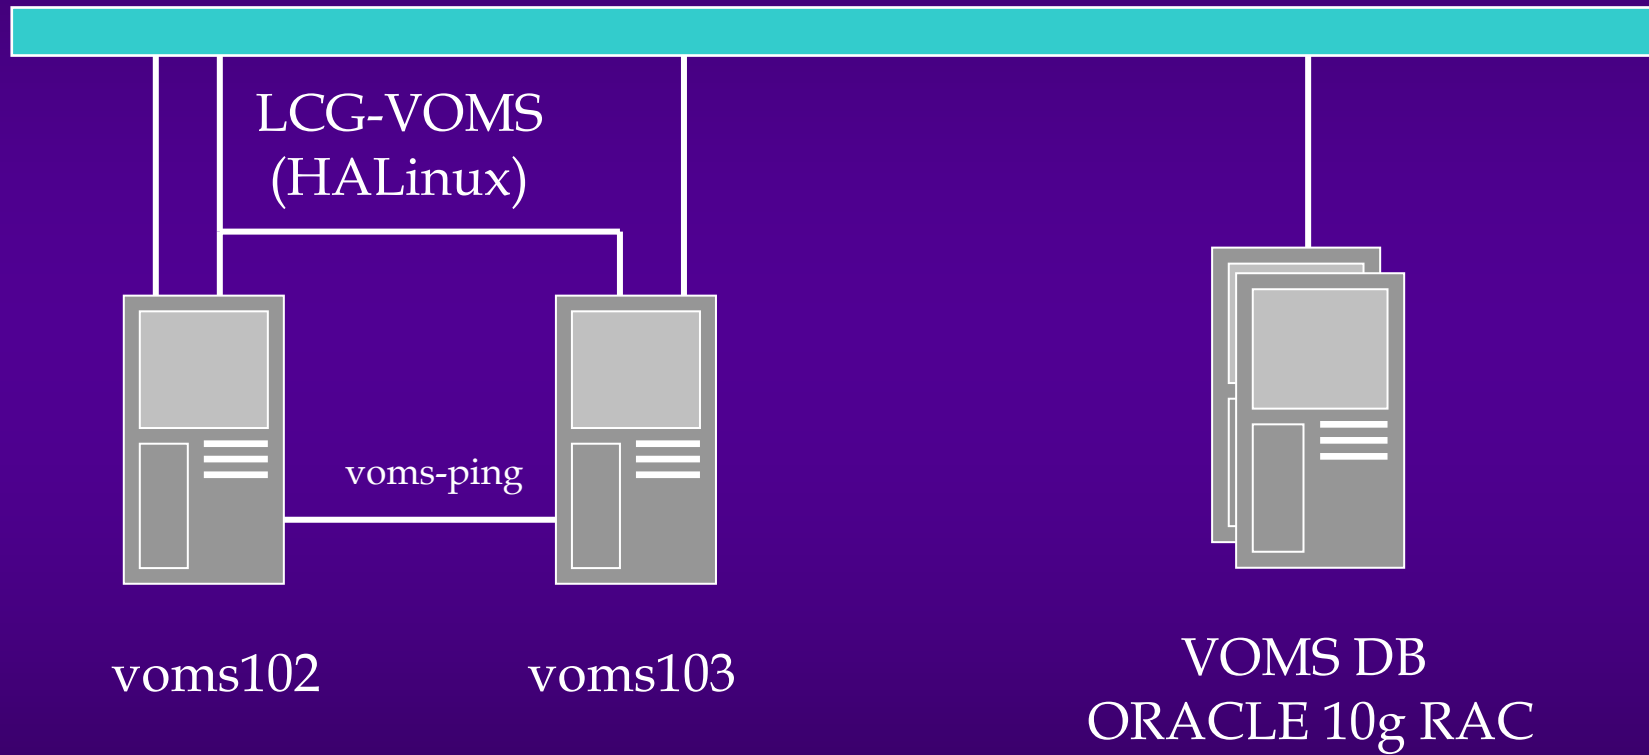 LCG-VOMS
(HALinux)
voms-ping
voms102
voms103
VOMS DB
ORACLE 10g RAC